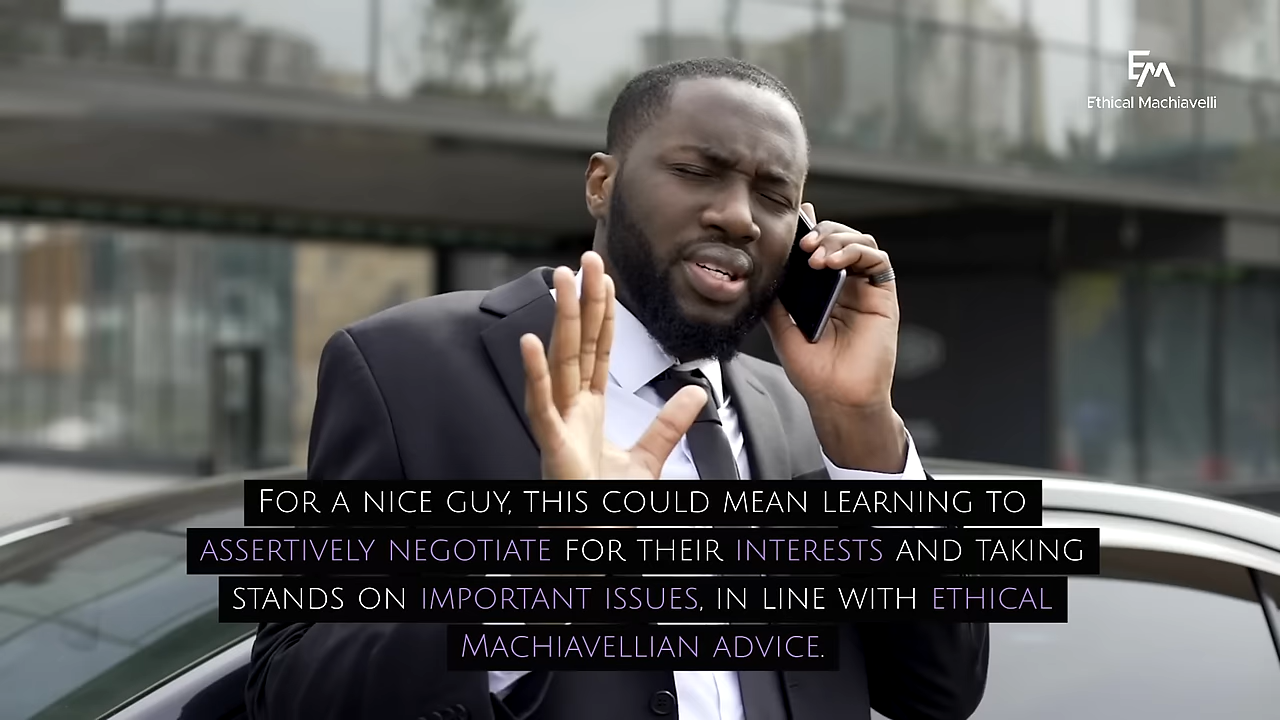 EM
Ethical Machiavelli
For a nice guy, this could mean learning to
assertively negotiate for their interests and taking
stands on important issues, in line with ethical
Machiavellian advice.